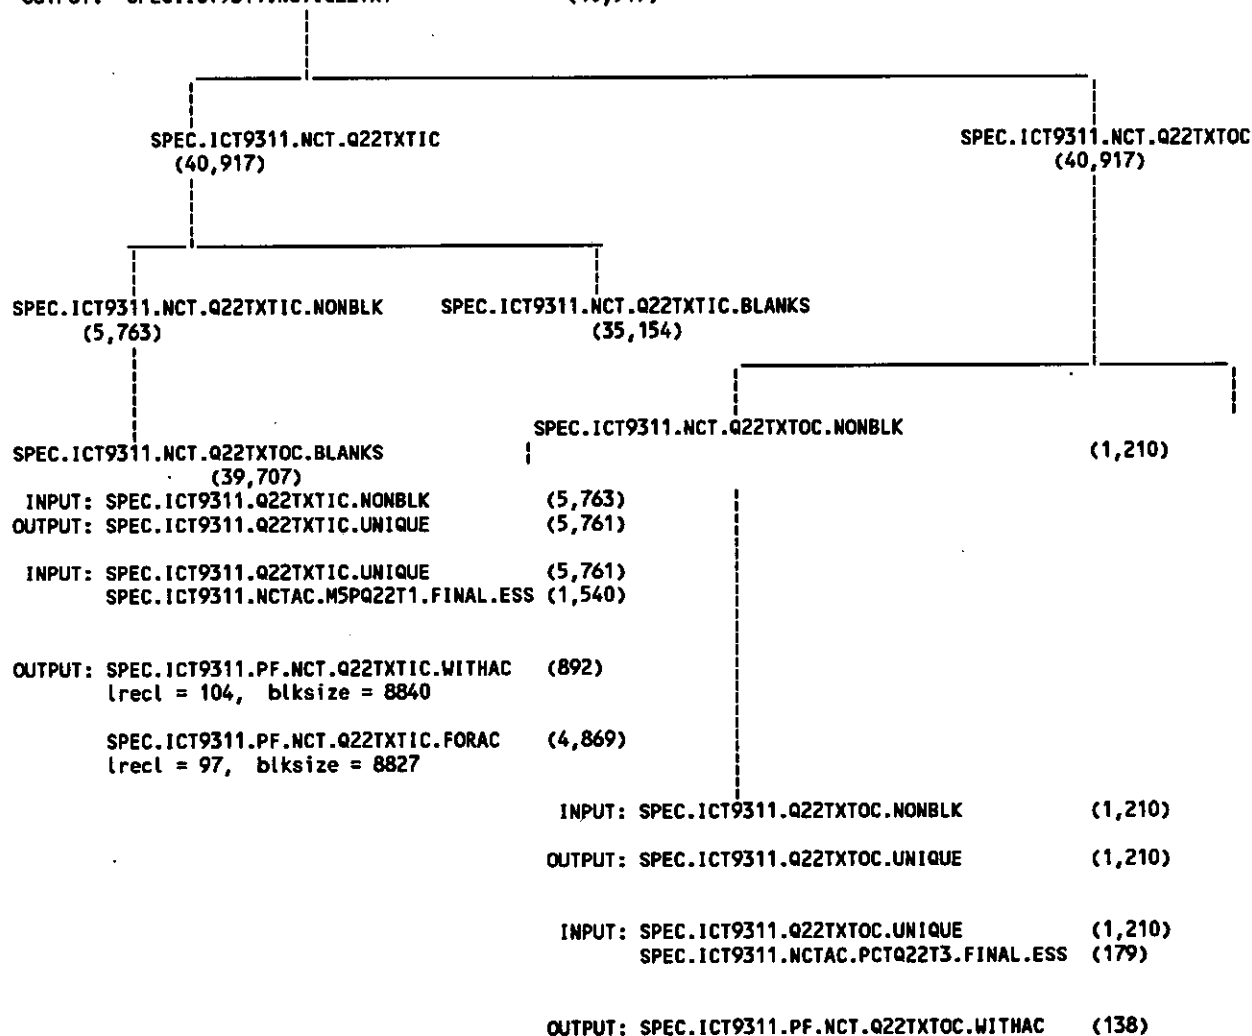 OUTPUT:
SPEC.ICT9311.NCT.Q22TXTIC SPEC.ICT9311.NCT.Q22TXTOC
(40,917) (40,917)
SPEC.ICT9311.NCT.Q22TXTIC.NONBLK SPEC.ICT9311.NCT.Q22TXTIC.BLANKS
(5,763) (35,154)
SPEC.ICT9311.NCT.Q22TXTOC.NONBLK
SPEC.ICT9311.NCT.Q22TXTOC.BLANKS (1,210)
(39,707)
INPUT: SPEC.ICT9311.Q22TXTIC.NONBLK (5,763)
OUTPUT: SPEC.ICT9311.Q22TXTIC.UNIQUE (5,761)
INPUT: SPEC.ICT9311.Q22TXTIC.UNIQUE (5,761)
SPEC.ICT9311.NCTAC.M5PQ22T1.FINAL.ESS (1,540)
OUTPUT: SPEC.ICT9311.PF.NCT.Q22TXTIC.WITHAC (892)
lrecl = 104, blksize = 8840
SPEC.ICT9311.PF.NCT.Q22TXTIC.FORAC (4,869)
lrecl = 97, blksize = 8827
INPUT: SPEC.ICT9311.Q22TXTOC.NONBLK (1,210)
OUTPUT: SPEC.ICT9311.Q22TXTOC.UNIQUE (1,210)
INPUT: SPEC.ICT9311.Q22TXTOC.UNIQUE (1,210)
SPEC.ICT9311.NCTAC.PCTQ22T3.FINAL.ESS (179)
OUTPUT: SPEC.ICT9311.PF.NCT.Q22TXTOC.WITHAC (138)